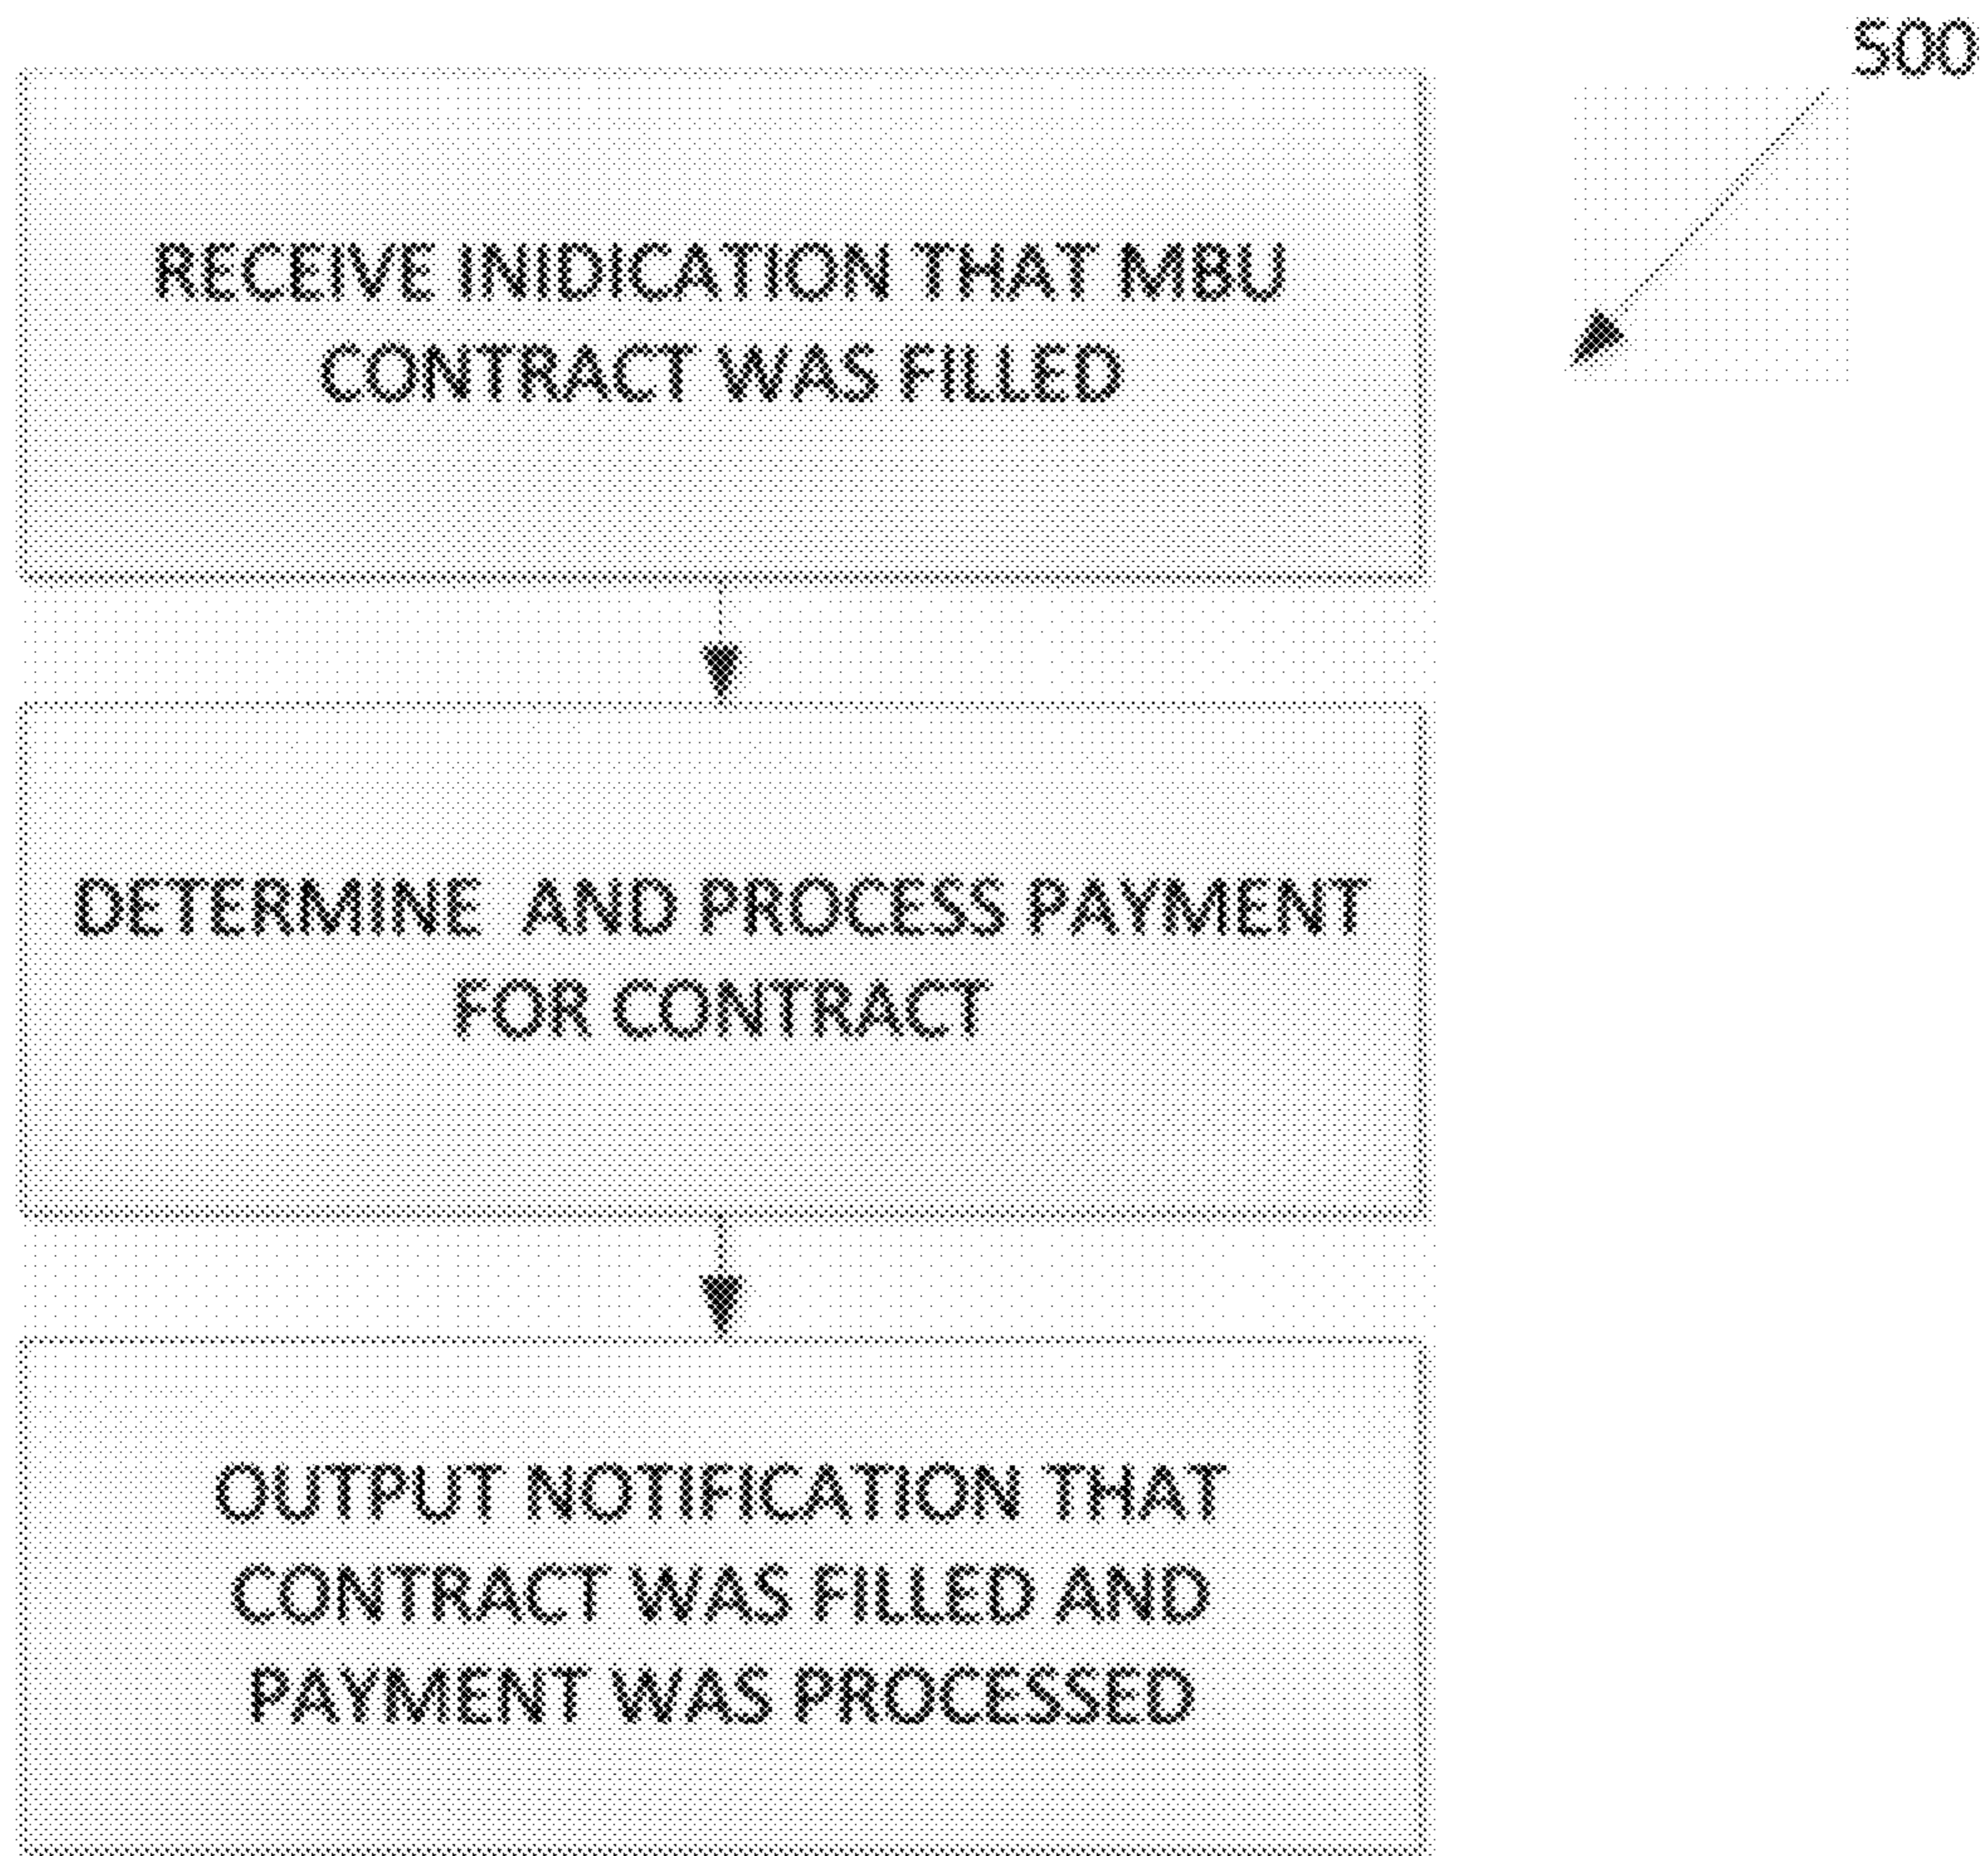 500
RECEIVE INIDICATION THAT MBU
CONTRACT WAS FILLED
DETERMINE  AND PROCESS PAYMENT
FOR CONTRACT
OUTPUT NOTIFICATION THAT
CONTRACT WAS FILLED AND
PAYMENT WAS PROCESSED